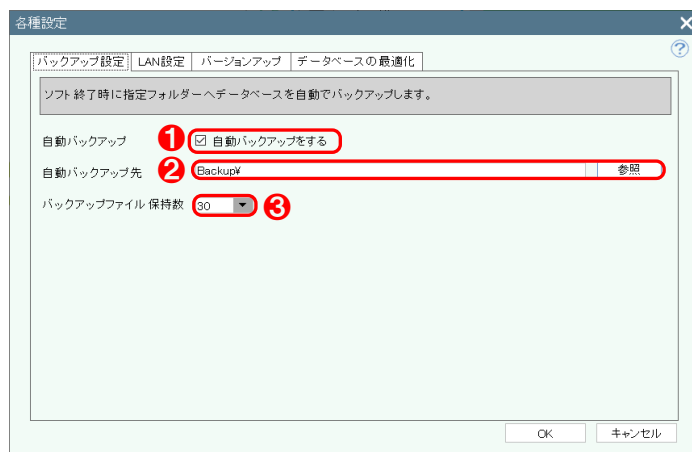 各種設定
バックアップ設定 LAN設定 バージョンアップ データベースの最適化
ソフト終了時に指定フォルダーへデータベースを自動でバックアップします。
自動バックアップ ❶ 自動バックアップをする
自動バックアップ先 ❷ Backup¥ 参照
バックアップファイル保持数 30 ❸
OK キャンセル